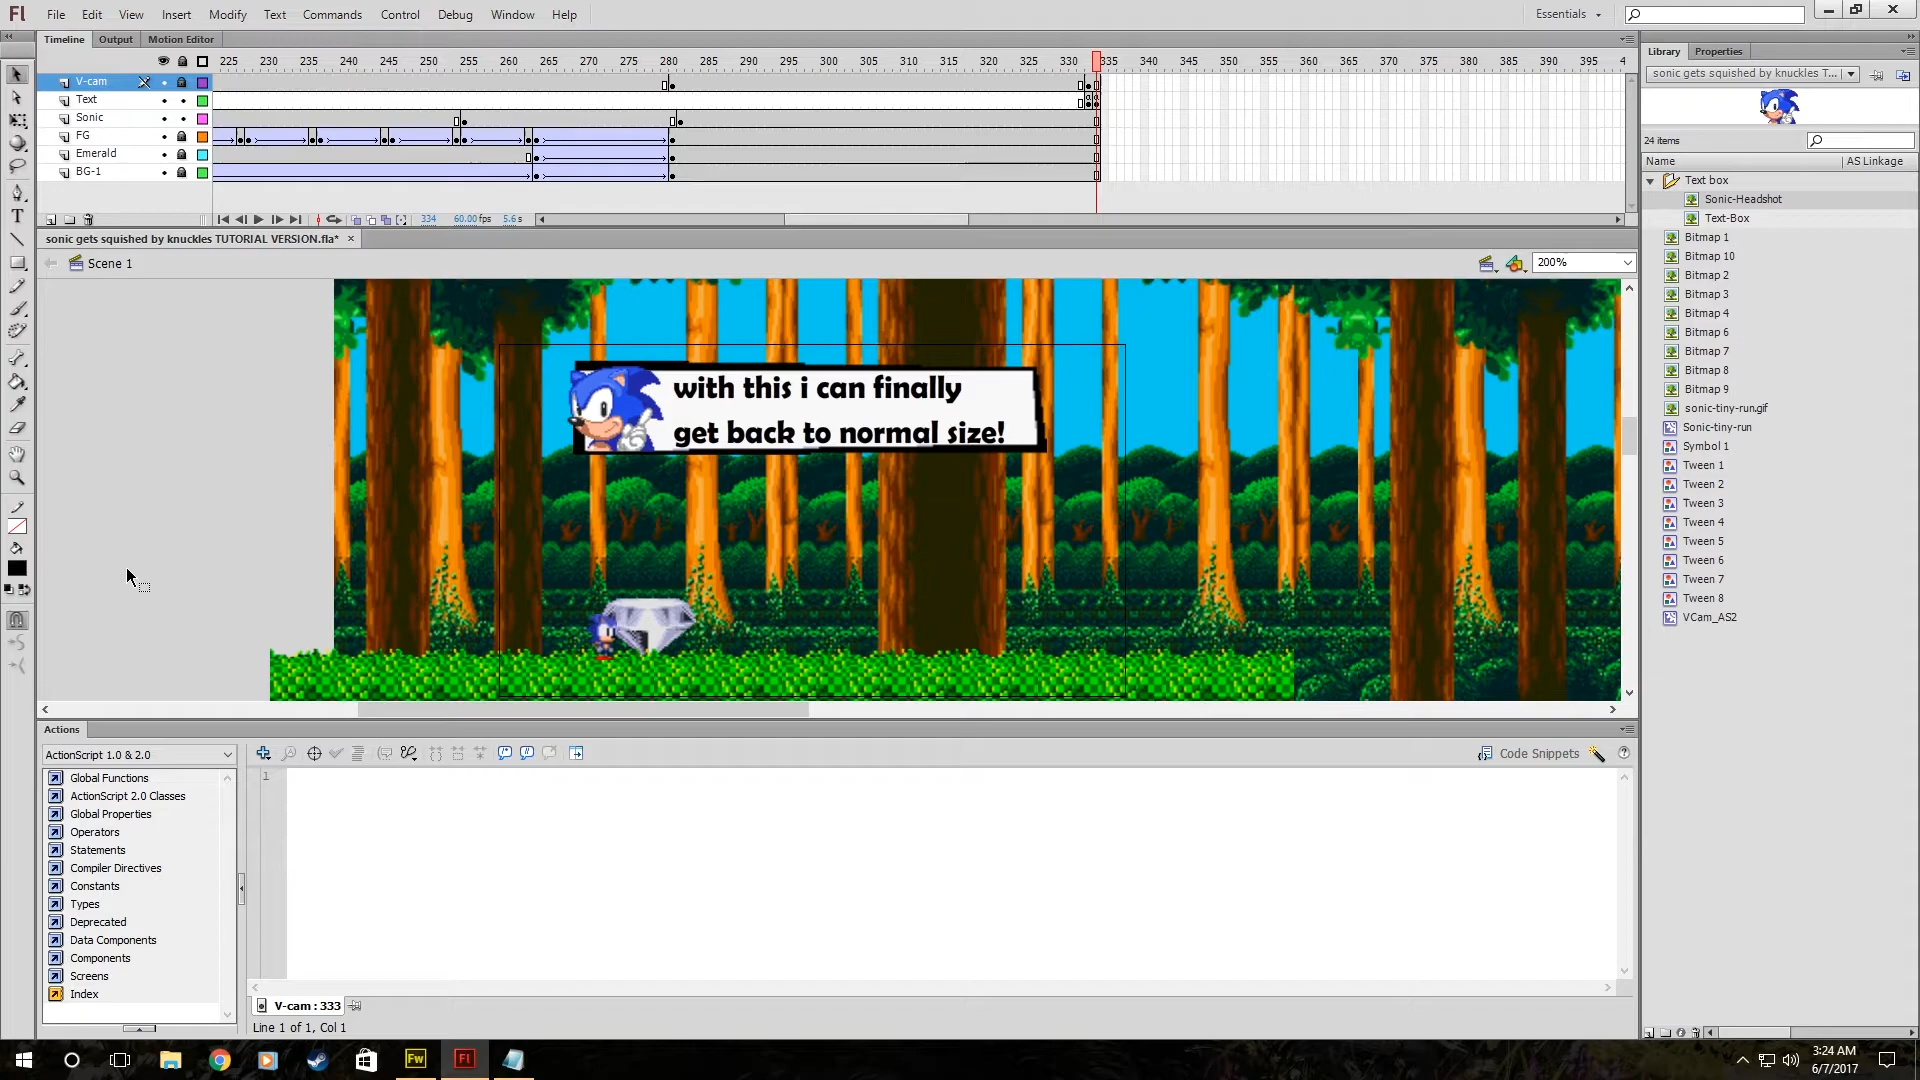 Fl File Edit View Insert Modify Text Commands Control Debug Window Help Essentials
Timeline Output Motion Editor
225 230 235 240 245 250 255 260 265 270 275 280 285 290 295 300 305 310 315 320 325 330 335 340 345 350 355 360 365 370 375 380 385 390 395 4
V-cam
Text
Sonic
FG
Emerald
BG-1
334 60.00 fps 5.6 s
sonic gets squished by knuckles TUTORIAL VERSION.fla* ×
Scene 1
200%
with this i can finally
get back to normal size!
Library Properties
sonic gets squished by knuckles T...
24 items
Name AS Linkage
Text box
Sonic-Headshot
Text-Box
Bitmap 1
Bitmap 10
Bitmap 2
Bitmap 3
Bitmap 4
Bitmap 6
Bitmap 7
Bitmap 8
Bitmap 9
sonic-tiny-run.gif
Sonic-tiny-run
Symbol 1
Tween 1
Tween 2
Tween 3
Tween 4
Tween 5
Tween 6
Tween 7
Tween 8
VCam_AS2
Actions
ActionScript 1.0 & 2.0
Global Functions
ActionScript 2.0 Classes
Global Properties
Operators
Statements
Compiler Directives
Constants
Types
Deprecated
Data Components
Components
Screens
Index
Code Snippets
1
V-cam : 333
Line 1 of 1, Col 1
Fw Fl
3:24 AM
6/7/2017